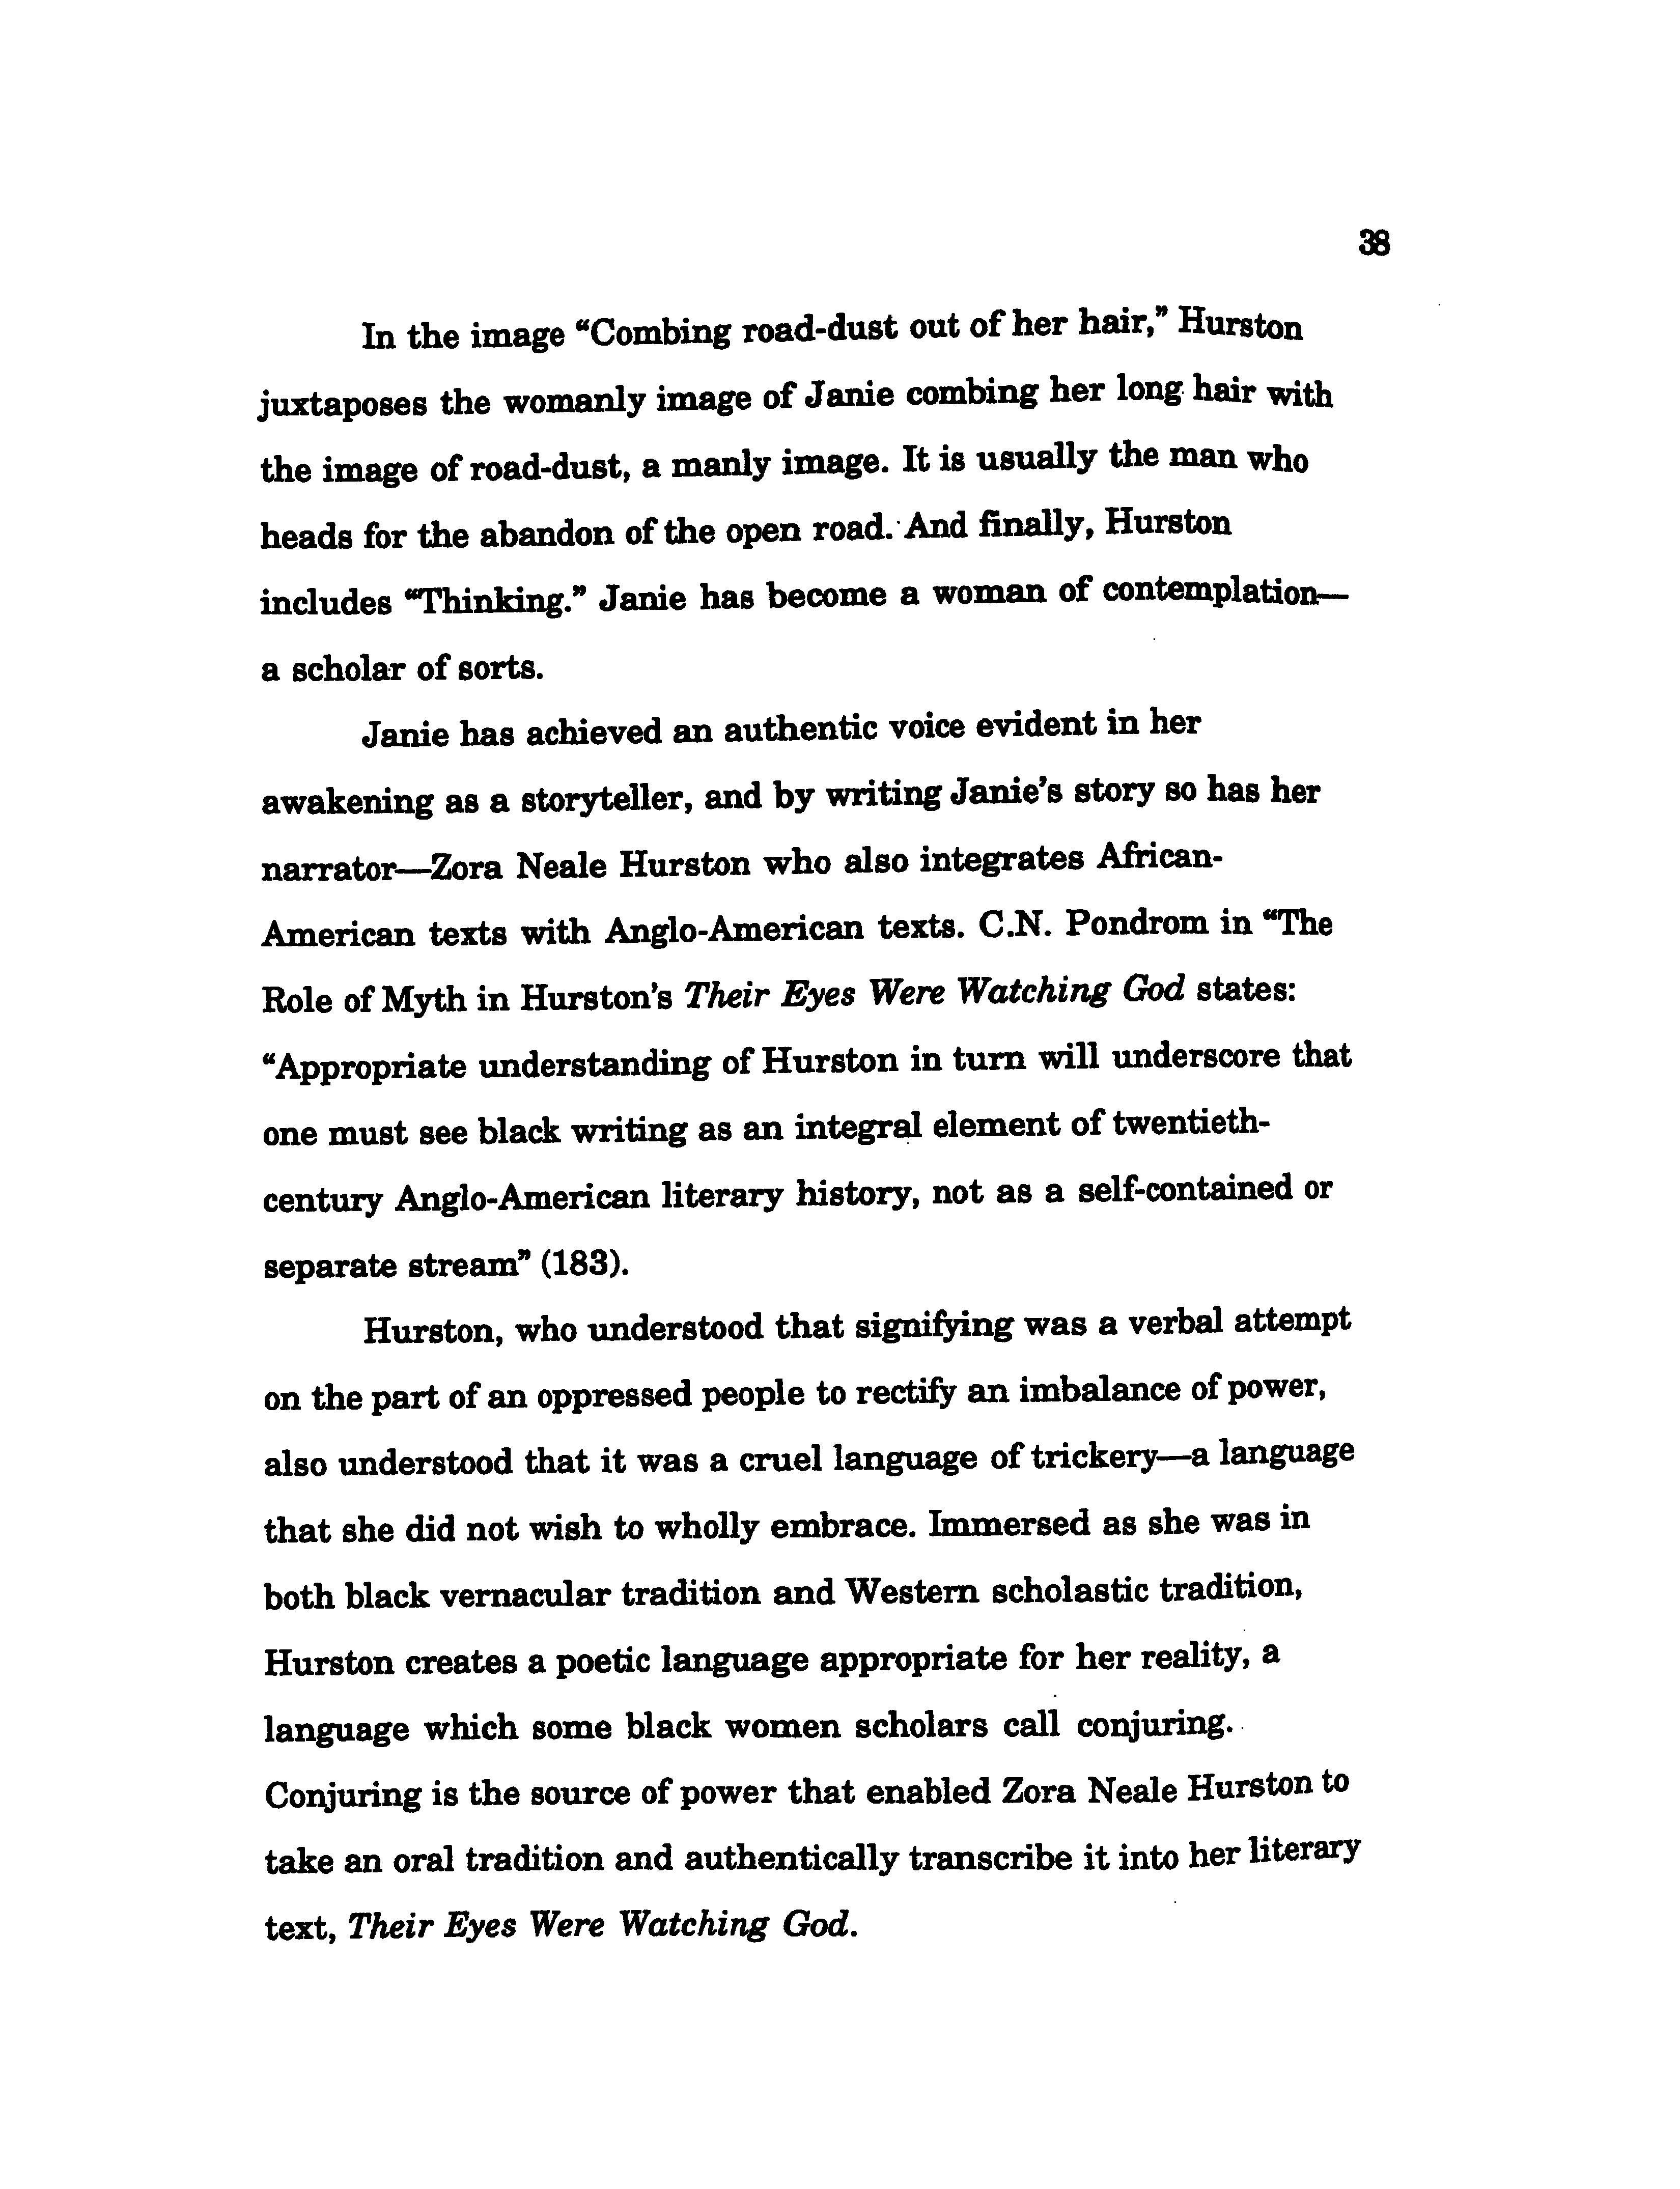 38
In the image “Combing road-dust out of her hair,” Hurston
juxtaposes the womanly image of Janie combing her long hair with
the image of road-dust, a manly image. It is usually the man who
heads for the abandon of the open road. And finally, Hurston
includes “Thinking.” Janie has become a woman of contemplation—
a scholar of sorts.
Janie has achieved an authentic voice evident in her
awakening as a storyteller, and by writing Janie’s story so has her
narrator—Zora Neale Hurston who also integrates African-
American texts with Anglo-American texts. C.N. Pondrom in “The
Role of Myth in Hurston’s Their Eyes Were Watching God states:
“Appropriate understanding of Hurston in turn will underscore that
one must see black writing as an integral element of twentieth-
century Anglo-American literary history, not as a self-contained or
separate stream” (183).
Hurston, who understood that signifying was a verbal attempt
on the part of an oppressed people to rectify an imbalance of power,
also understood that it was a cruel language of trickery—a language
that she did not wish to wholly embrace. Immersed as she was in
both black vernacular tradition and Western scholastic tradition,
Hurston creates a poetic language appropriate for her reality, a
language which some black women scholars call conjuring.
Conjuring is the source of power that enabled Zora Neale Hurston to
take an oral tradition and authentically transcribe it into her literary
text, Their Eyes Were Watching God.